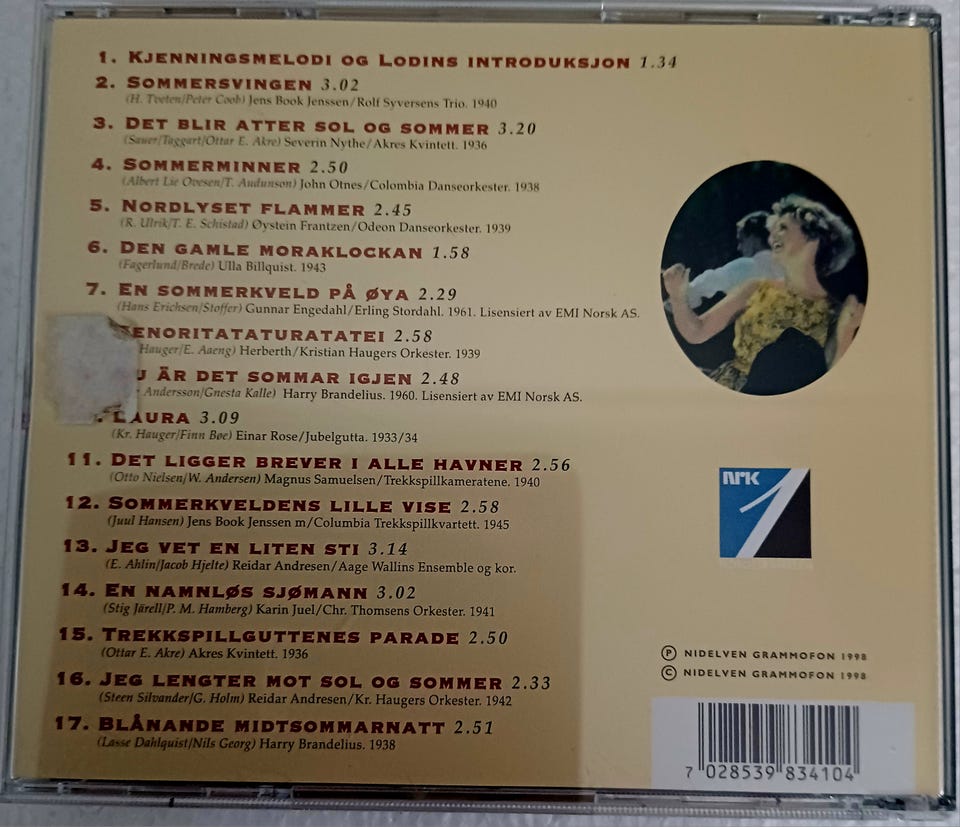 1. KJENNINGSMELODI OG LODINS INTRODUKSJON 1.34
2. SOMMERSVINGEN 3.02
(H. Tveten/Peter Coob) Jens Book Jenssen/Rolf Syversens Trio. 1940
3. DET BLIR ATTER SOL OG SOMMER 3.20
(Sauer/Taggart/Ottar E. Akre) Severin Nythe/Akres Kvintett. 1936
4. SOMMERMINNER 2.50
(Albert Lie Ovesen/T. Audunson) John Otnes/Colombia Danseorkester. 1938
5. NORDLYSET FLAMMER 2.45
(R. Ulrik/T. E. Schistad) Øystein Frantzen/Odeon Danseorkester. 1939
6. DEN GAMLE MORAKLOCKAN 1.58
(Fagerlund/Brede) Ulla Billquist. 1943
7. EN SOMMERKVELD PÅ ØYA 2.29
(Hans Erichsen/Stoffer) Gunnar Engedahl/Erling Stordahl. 1961. Lisensiert av EMI Norsk AS.
ENORITATATURATATEI 2.58
Hauger/E. Aaeng) Herberth/Kristian Haugers Orkester. 1939
U ÄR DET SOMMAR IGJEN 2.48
Andersson/Gnesta Kalle) Harry Brandelius. 1960. Lisensiert av EMI Norsk AS.
. LAURA 3.09
(Kr. Hauger/Finn Bøe) Einar Rose/Jubelgutta. 1933/34
11. DET LIGGER BREVER I ALLE HAVNER 2.56
(Otto Nielsen/W. Andersen) Magnus Samuelsen/Trekkspillkameratene. 1940
12. SOMMERKVELDENS LILLE VISE 2.58
(Juul Hansen) Jens Book Jenssen m/Columbia Trekkspillkvartett. 1945
13. JEG VET EN LITEN STI 3.14
(E. Ahlin/Jacob Hjelte) Reidar Andresen/Aage Wallins Ensemble og kor.
14. EN NAMNLØS SJØMANN 3.02
(Stig Järell/P. M. Hamberg) Karin Juel/Chr. Thomsens Orkester. 1941
15. TREKKSPILLGUTTENES PARADE 2.50
(Ottar E. Akre) Akres Kvintett. 1936
16. JEG LENGTER MOT SOL OG SOMMER 2.33
(Steen Silvander/G. Holm) Reidar Andresen/Kr. Haugers Orkester. 1942
17. BLÅNANDE MIDTSOMMARNATT 2.51
(Lasse Dahlquist/Nils Georg) Harry Brandelius. 1938
NRK
1
Ⓟ NIDELVEN GRAMMOFON 1998
© NIDELVEN GRAMMOFON 1998
7 028539 834104